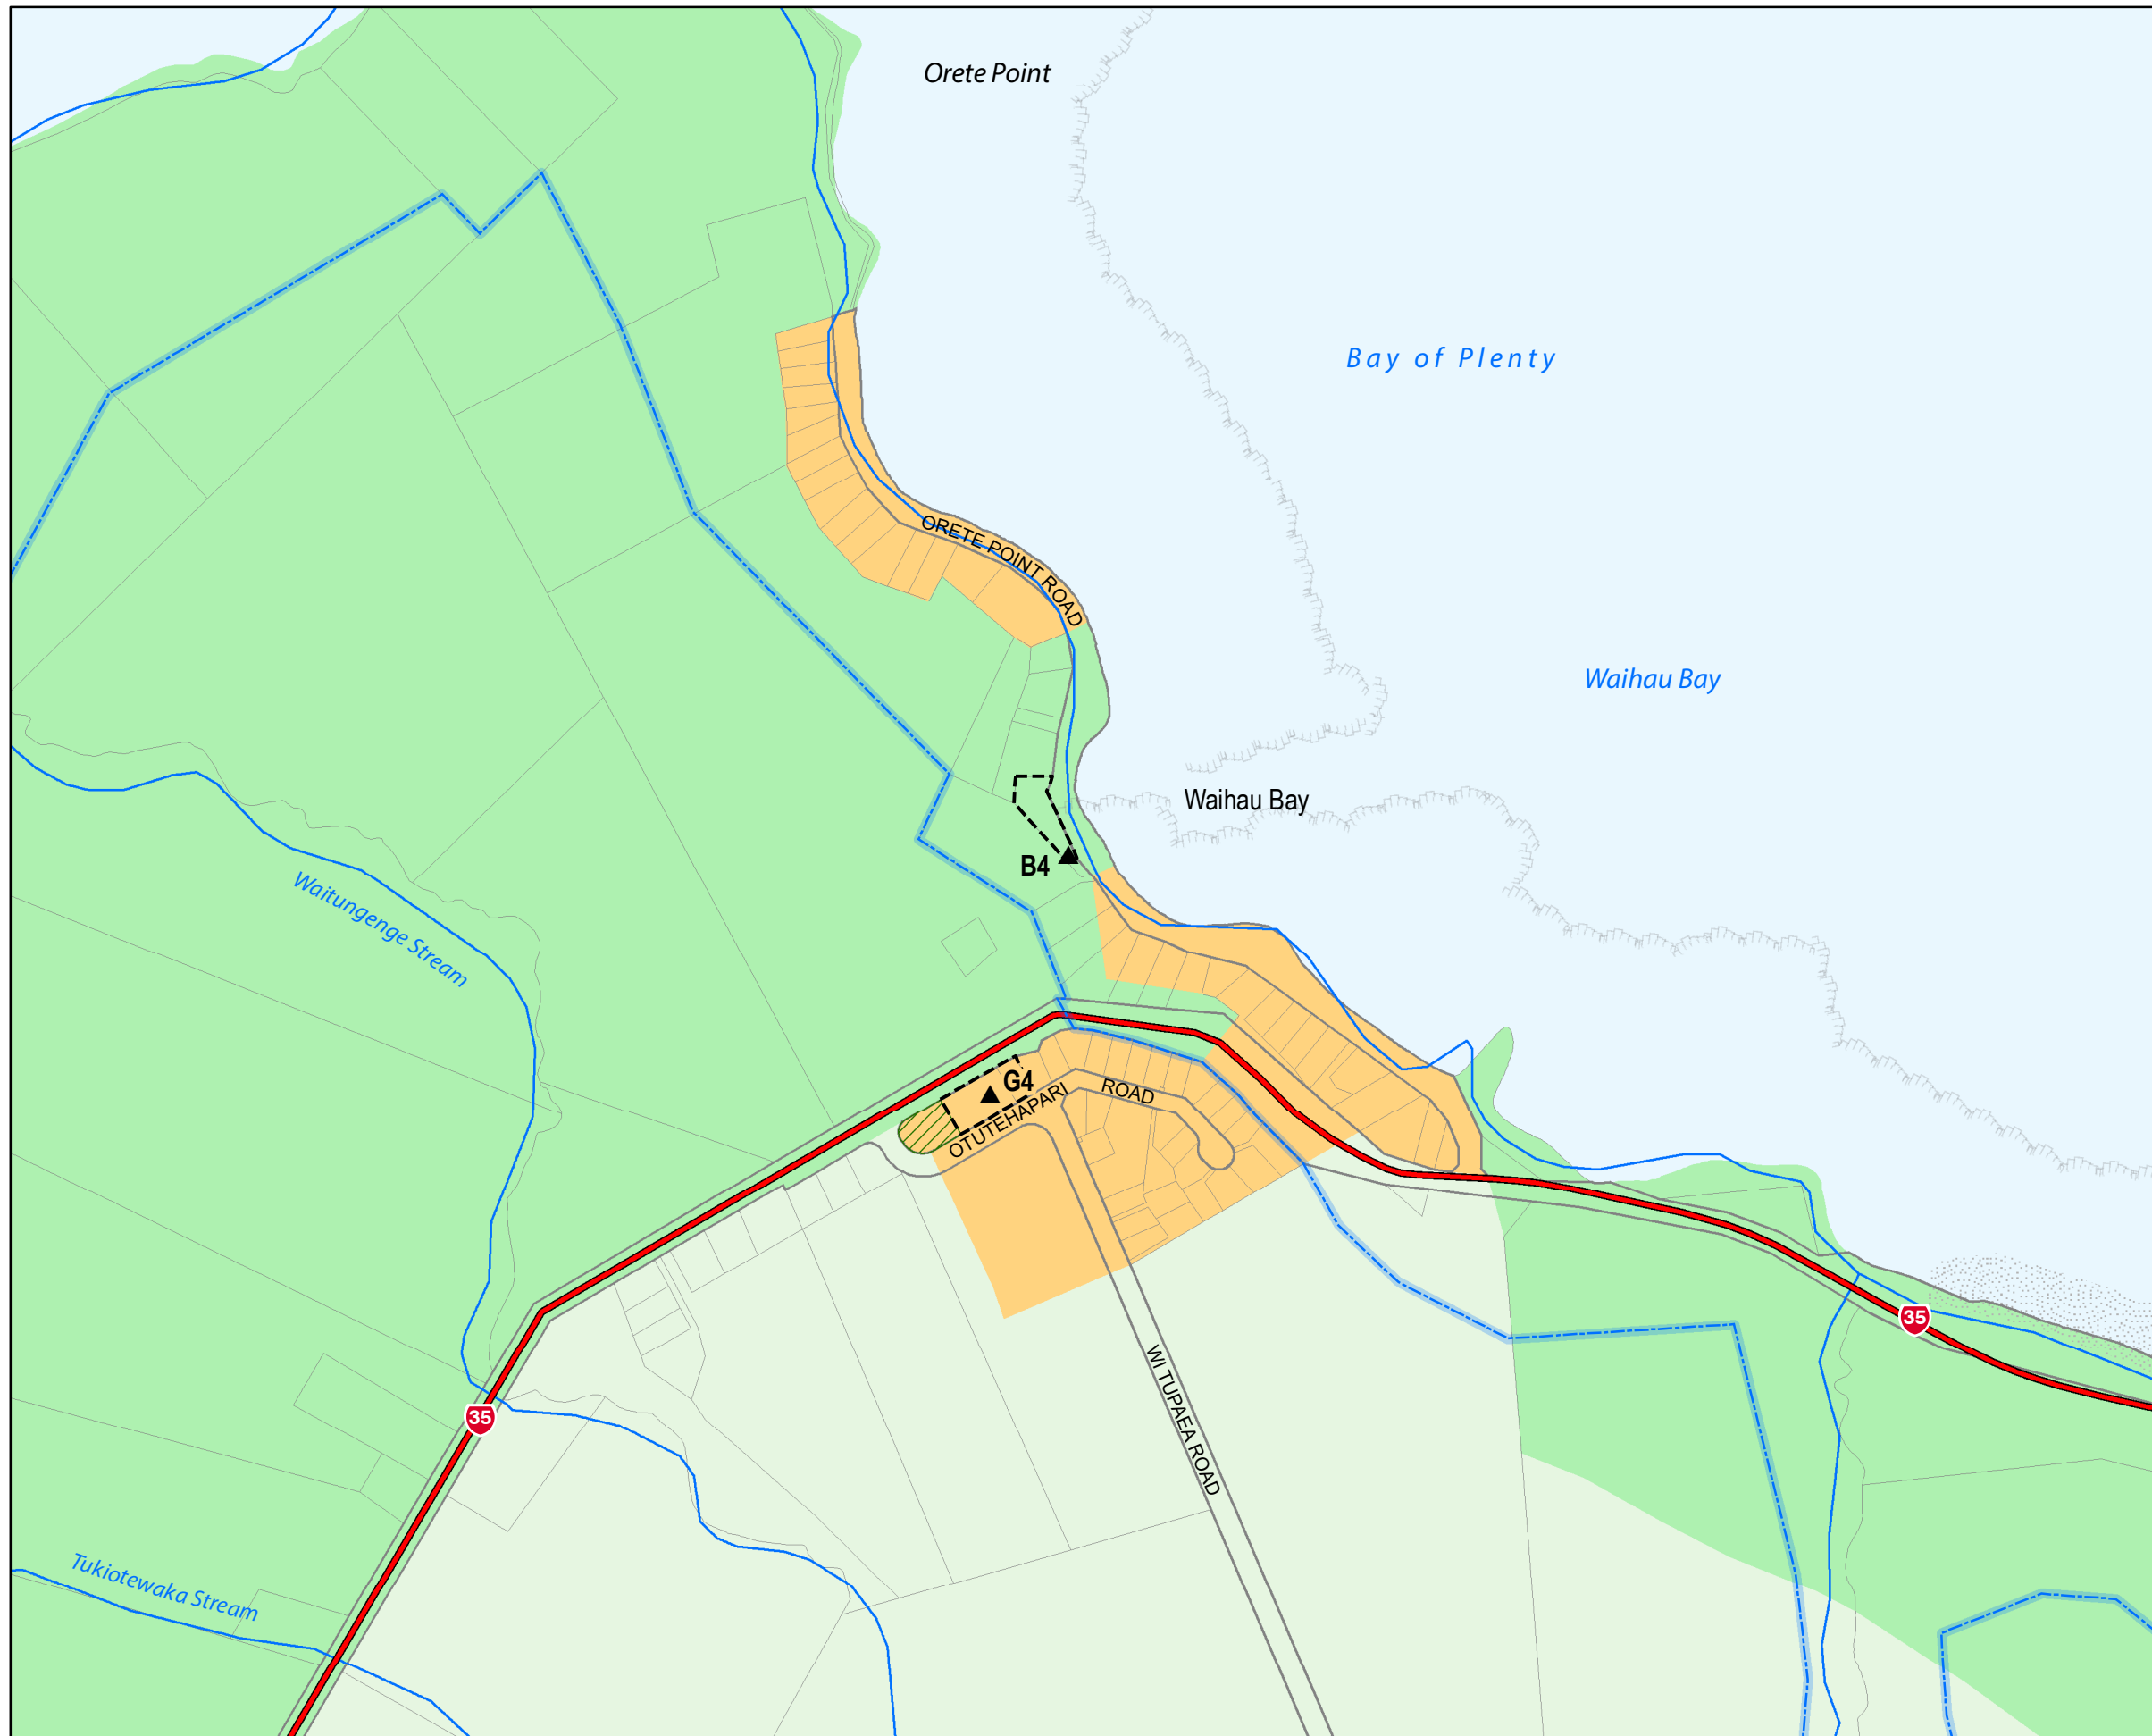 Orete Point
Bay of Plenty
ORETE POINT ROAD
Waihau Bay
Waihau Bay
B4
Waitungenge Stream
G4
OTUTEHAPARI ROAD
35
WI TUPAEA ROAD
35
Tukiotewaka Stream